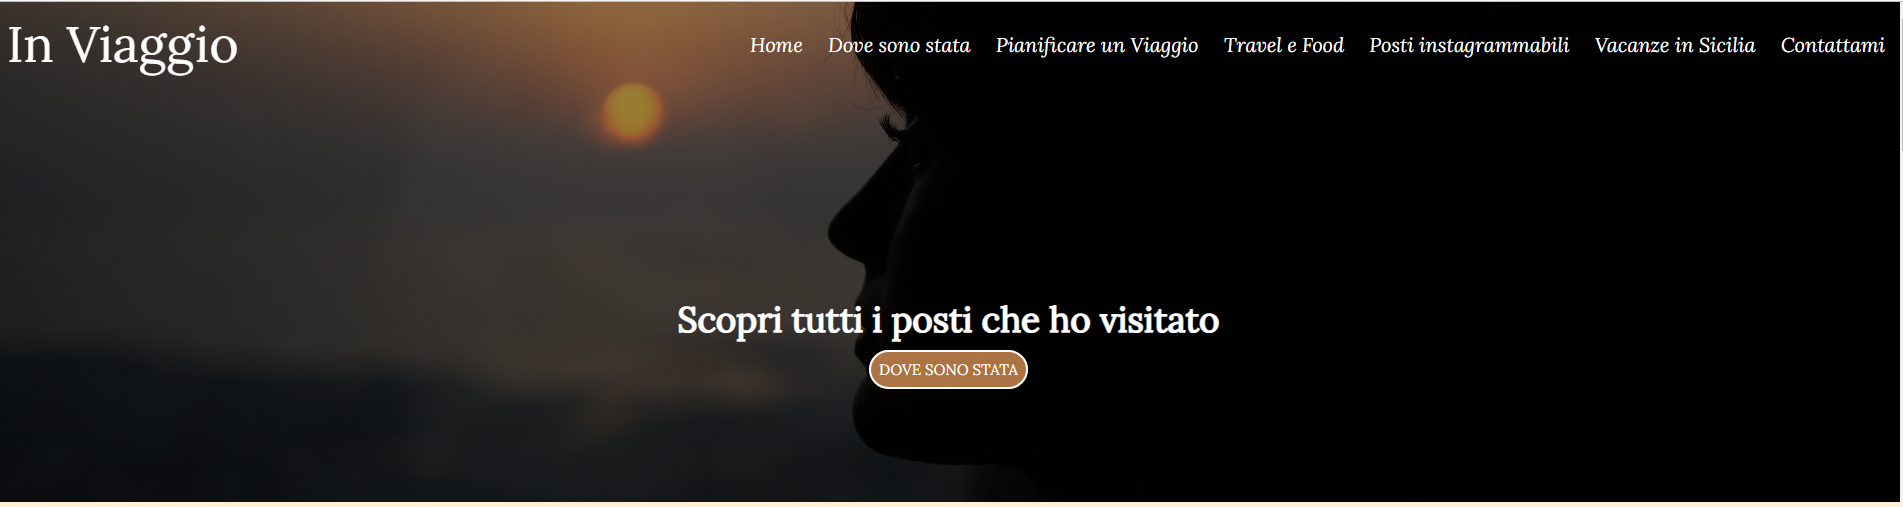 In Viaggio
Home Dove sono stata Pianificare un Viaggio Travel e Food Posti instagrammabili Vacanze in Sicilia Contattami
Scopri tutti i posti che ho visitato
DOVE SONO STATA